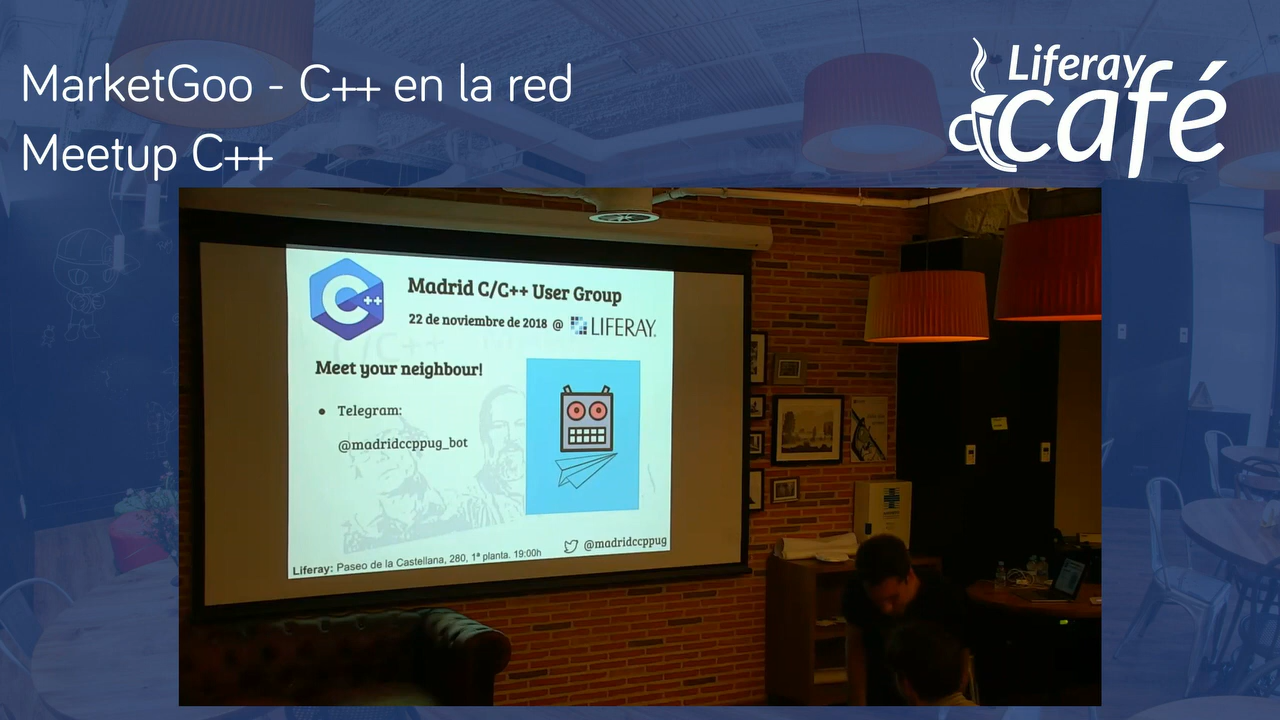 MarketGoo - C++ en la red
Meetup C++
Liferay
café
Madrid C/C++ User Group
22 de noviembre de 2018 @ LIFERAY.
Meet your neighbour!
• Telegram:
@madridccppug_bot
@madridccppug
Liferay: Paseo de la Castellana, 280, 1ª planta. 19:00h